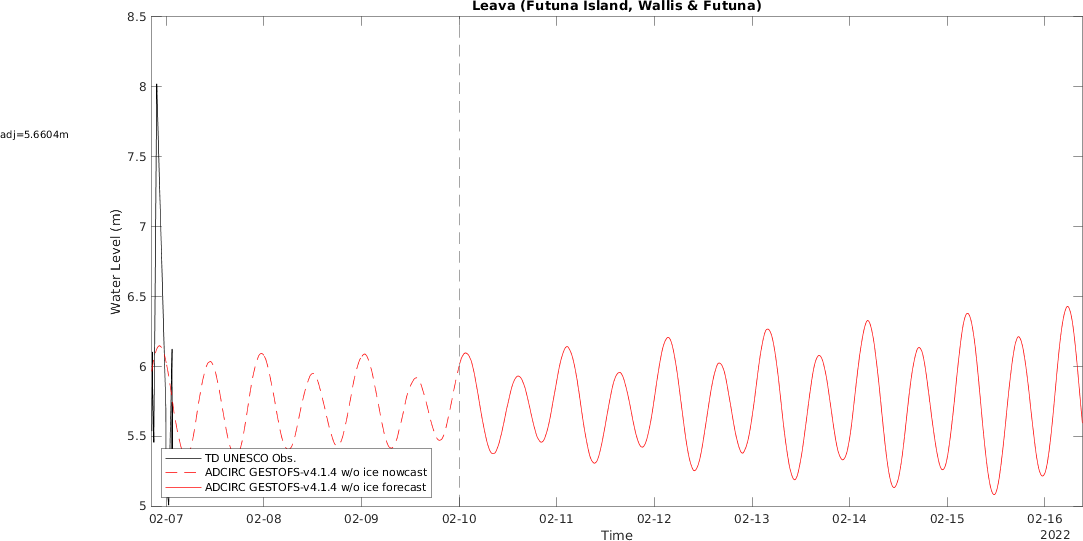 Leava (Futuna Island, Wallis & Futuna)
adj=5.6604m
Water Level (m)
8.5
8
7.5
7
6.5
6
5.5
5
TD UNESCO Obs.
ADCIRC GESTOFS-v4.1.4 w/o ice nowcast
ADCIRC GESTOFS-v4.1.4 w/o ice forecast
02-07 02-08 02-09 02-10 02-11 02-12 02-13 02-14 02-15 02-16
Time
2022